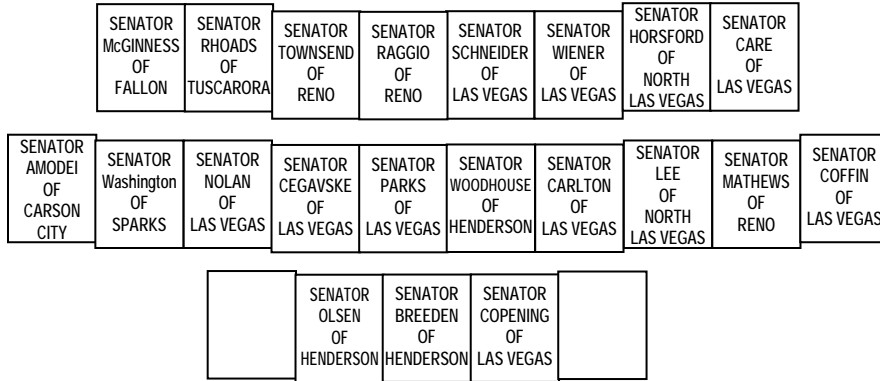 SENATOR
McGINNESS
OF
FALLON
SENATOR
RHOADS
OF
TUSCARORA
SENATOR
TOWNSEND
OF
RENO
SENATOR
RAGGIO
OF
RENO
SENATOR
SCHNEIDER
OF
LAS VEGAS
SENATOR
WIENER
OF
LAS VEGAS
SENATOR
HORSFORD
OF
NORTH
LAS VEGAS
SENATOR
CARE
OF
LAS VEGAS
SENATOR
AMODEI
OF
CARSON
CITY
SENATOR
Washington
OF
SPARKS
SENATOR
NOLAN
OF
LAS VEGAS
SENATOR
CEGAVSKE
OF
LAS VEGAS
SENATOR
PARKS
OF
LAS VEGAS
SENATOR
WOODHOUSE
OF
HENDERSON
SENATOR
CARLTON
OF
LAS VEGAS
SENATOR
LEE
OF
NORTH
LAS VEGAS
SENATOR
MATHEWS
OF
RENO
SENATOR
COFFIN
OF
LAS VEGAS
SENATOR
OLSEN
OF
HENDERSON
SENATOR
BREEDEN
OF
HENDERSON
SENATOR
COPENING
OF
LAS VEGAS